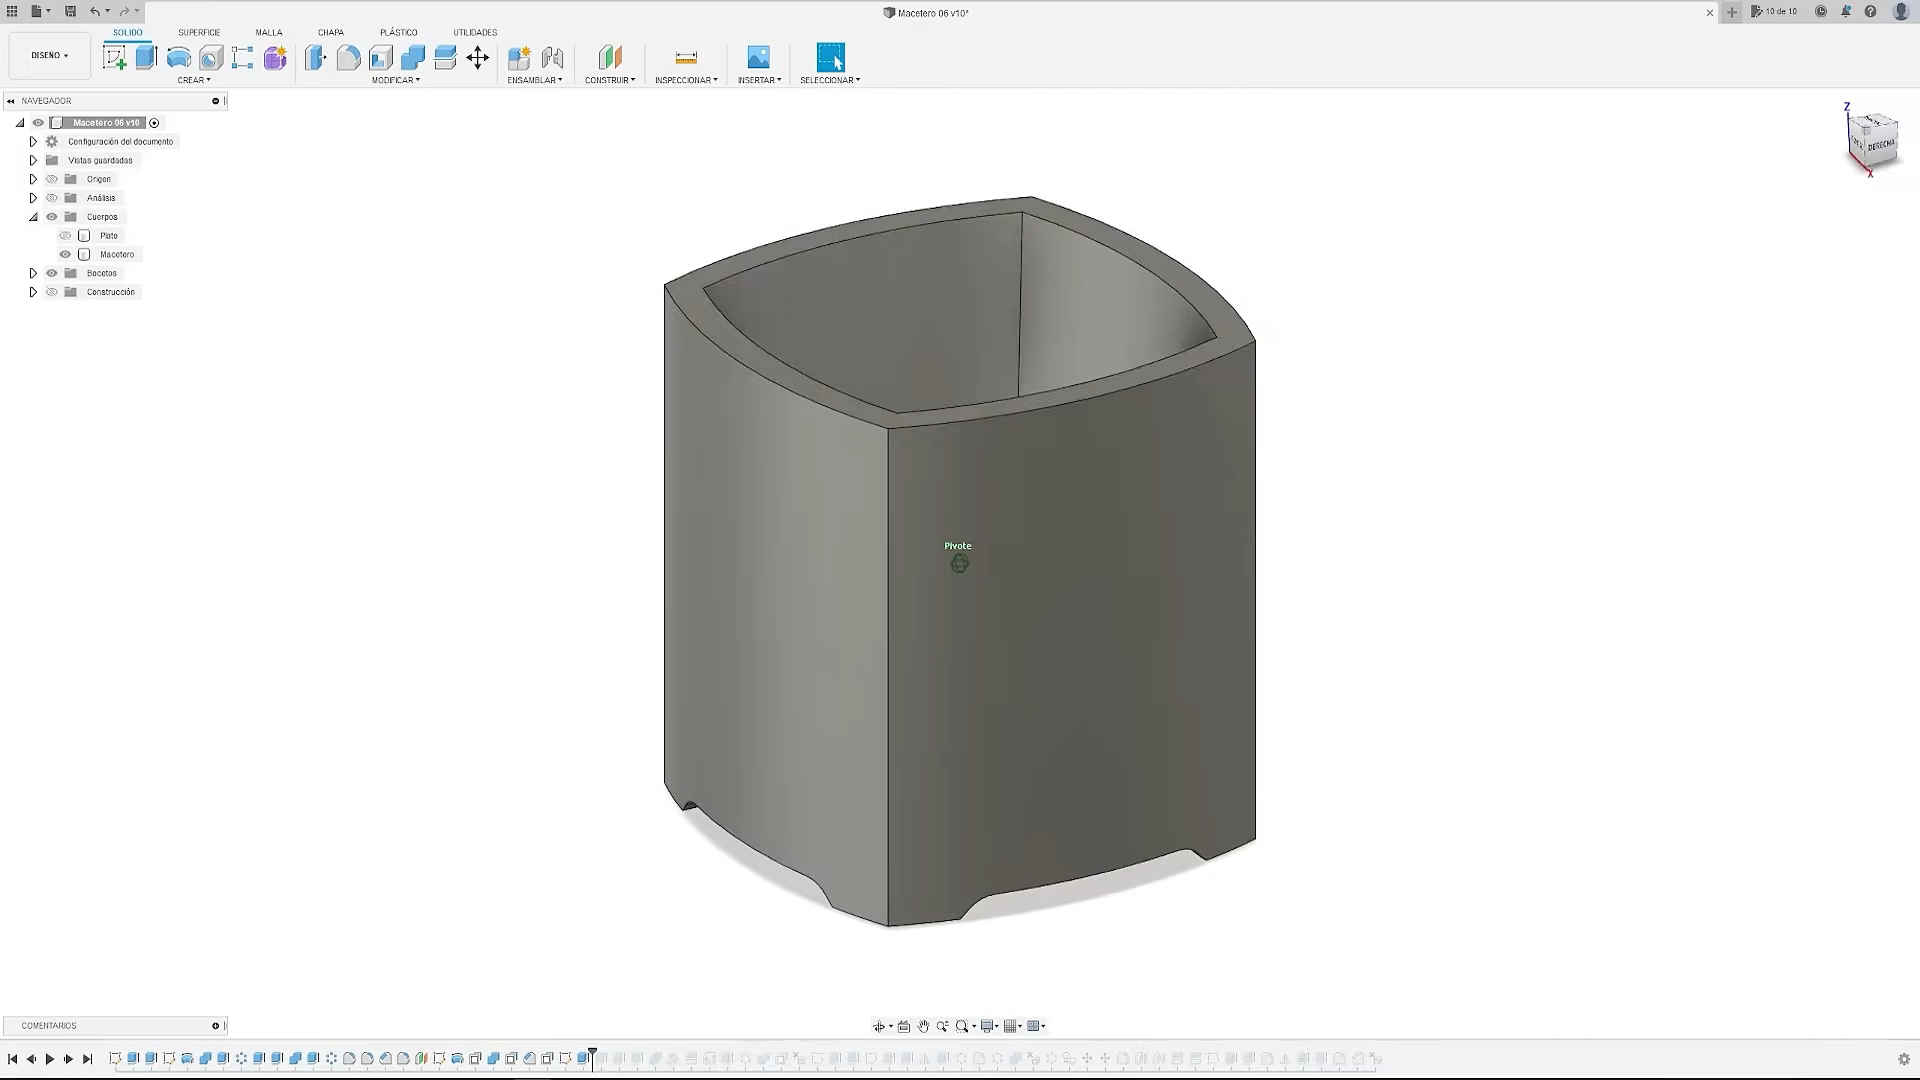 Macetero 06 v10*
10 de 10
SÓLIDO
SUPERFICIE
MALLA
CHAPA
PLÁSTICO
UTILIDADES
DISEÑO
CREAR
MODIFICAR
ENSAMBLAR
CONSTRUIR
INSPECCIONAR
INSERTAR
SELECCIONAR
NAVEGADOR
Macetero 06 v10
Configuración del documento
Vistas guardadas
Origen
Análisis
Cuerpos
Plato
Macetero
Bocetos
Construcción
Z
DERECHA
X
Pivote
COMENTARIOS